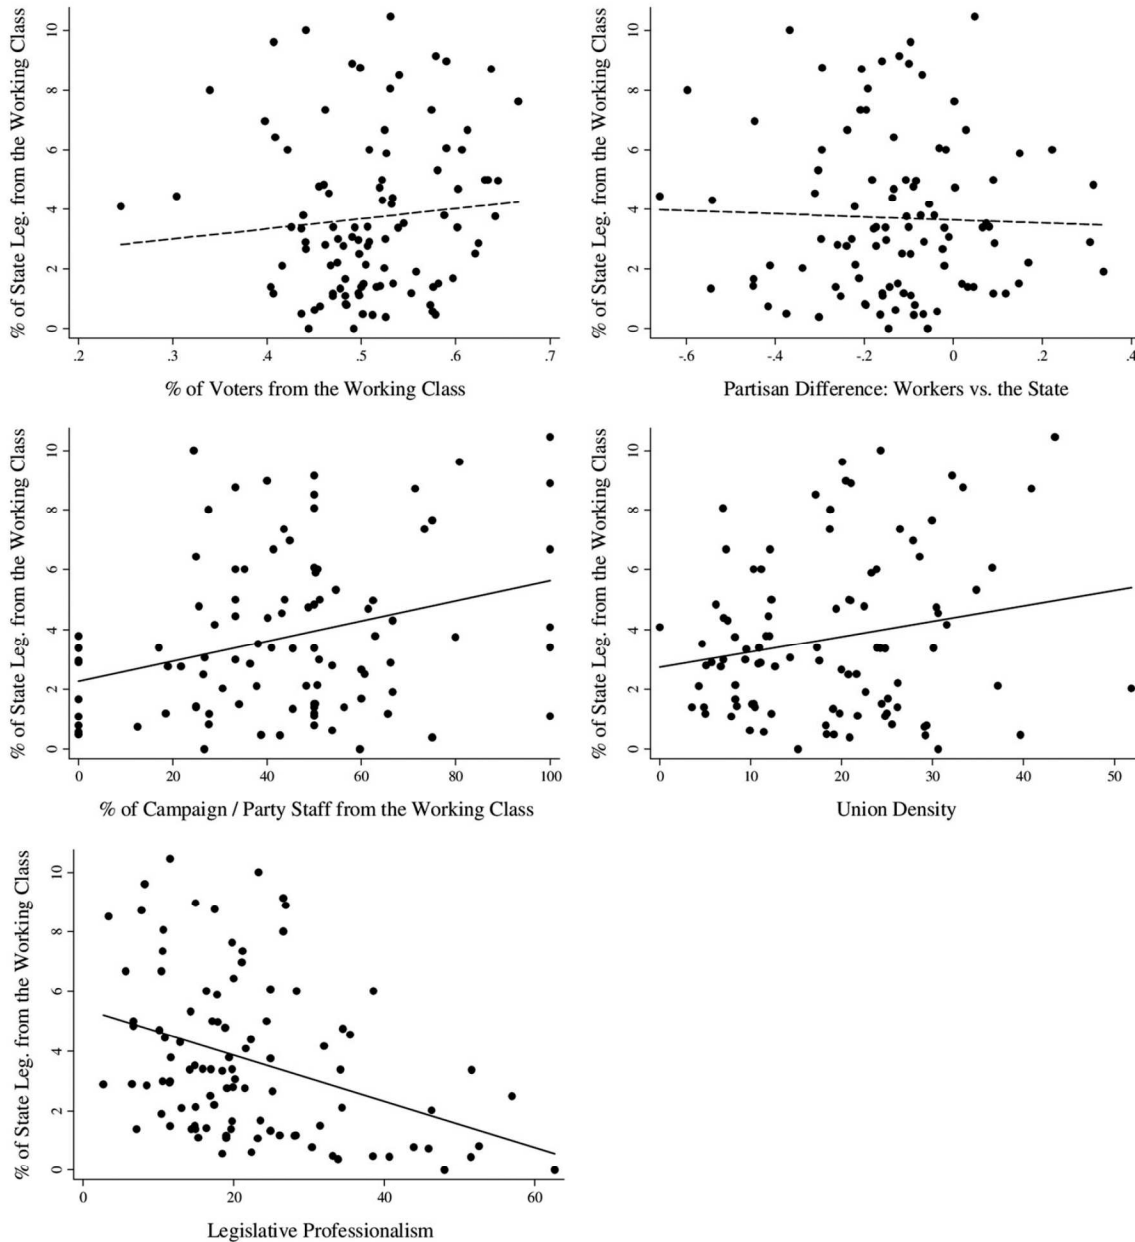 % of State Leg. from the Working Class
0 2 4 6 8 10
.2 .3 .4 .5 .6 .7
% of Voters from the Working Class
% of State Leg. from the Working Class
0 2 4 6 8 10
-.6 -.4 -.2 0 .2 .4
Partisan Difference: Workers vs. the State
% of State Leg. from the Working Class
0 2 4 6 8 10
0 20 40 60 80 100
% of Campaign / Party Staff from the Working Class
% of State Leg. from the Working Class
0 2 4 6 8 10
0 10 20 30 40 50
Union Density
% of State Leg. from the Working Class
0 2 4 6 8 10
0 20 40 60
Legislative Professionalism